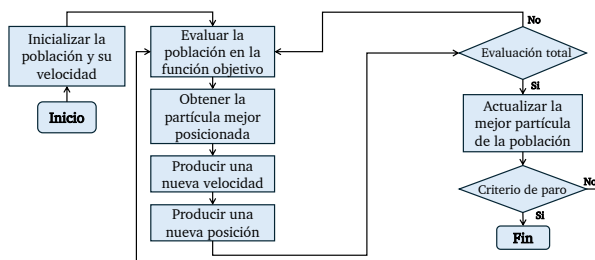 Inicializar la
población y su
velocidad
Inicio
Evaluar la
población en la
función objetivo
Obtener la
partícula mejor
posicionada
Producir una
nueva velocidad
Producir una
nueva posición
No
Evaluación total
Si
Actualizar la
mejor partícula
de la población
Criterio de paro
No
Si
Fin